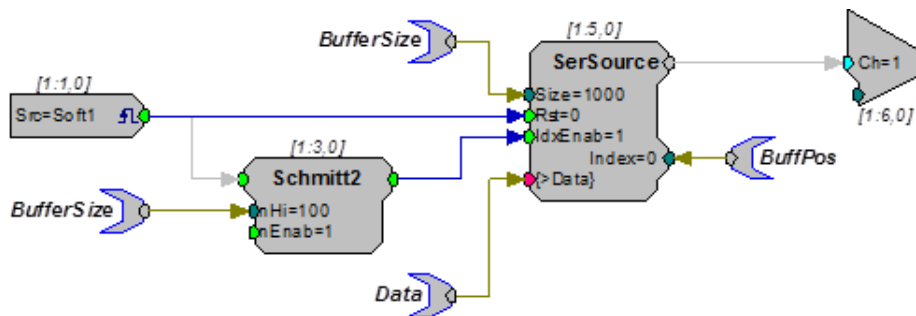 BufferSize
[1:5,0]
SerSource
Ch=1
[1:6,0]
[1:1,0]
Src=Soft1
Size=1000
Rst=0
IdxEnab=1
Index=0
{>Data}
BuffPos
[1:3,0]
Schmitt2
nHi=100
nEnab=1
BufferSize
Data